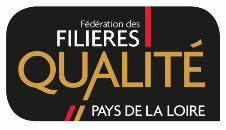 Fédération des
FILIERES
QUALITÉ
PAYS DE LA LOIRE